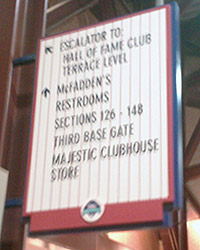 ESCALATOR TO:
HALL OF FAME CLUB
TERRACE LEVEL
McFADDEN'S
RESTROOMS
SECTIONS 126 - 148
THIRD BASE GATE
MAJESTIC CLUBHOUSE
STORE